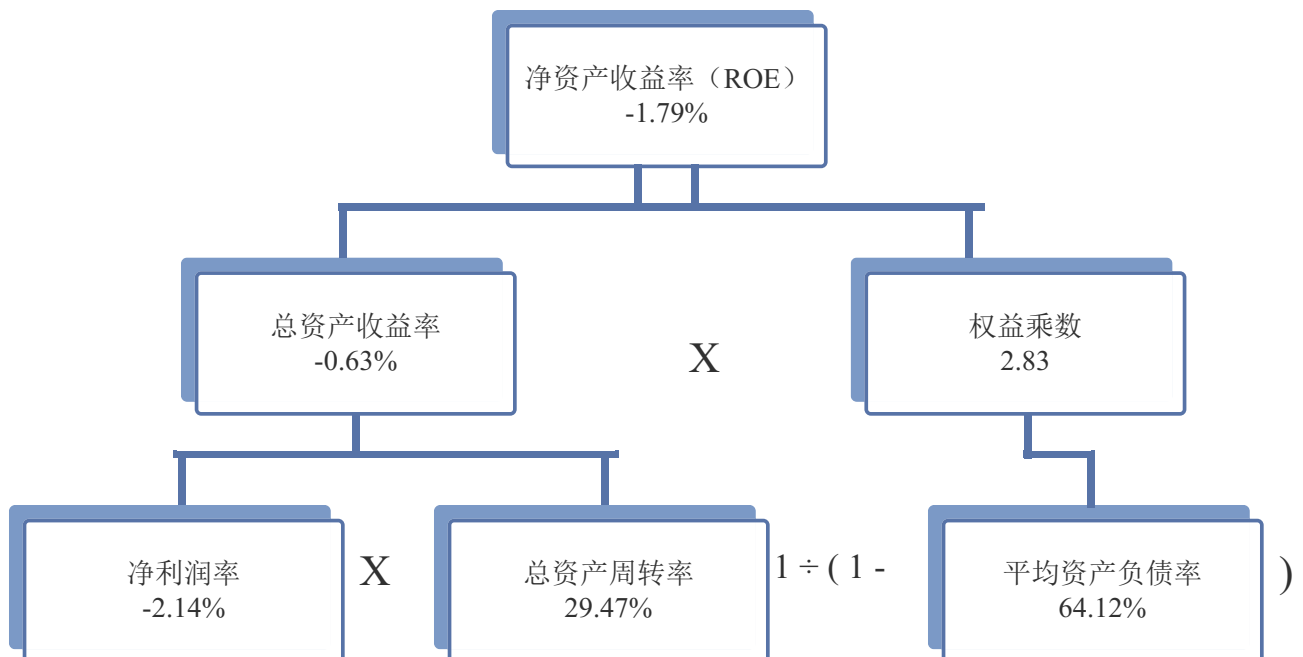 净资产收益率（ROE）
-1.79%
总资产收益率
-0.63%
X
权益乘数
2.83
净利润率
-2.14%
X
总资产周转率
29.47%
1 ÷ ( 1 -
平均资产负债率
64.12%
)